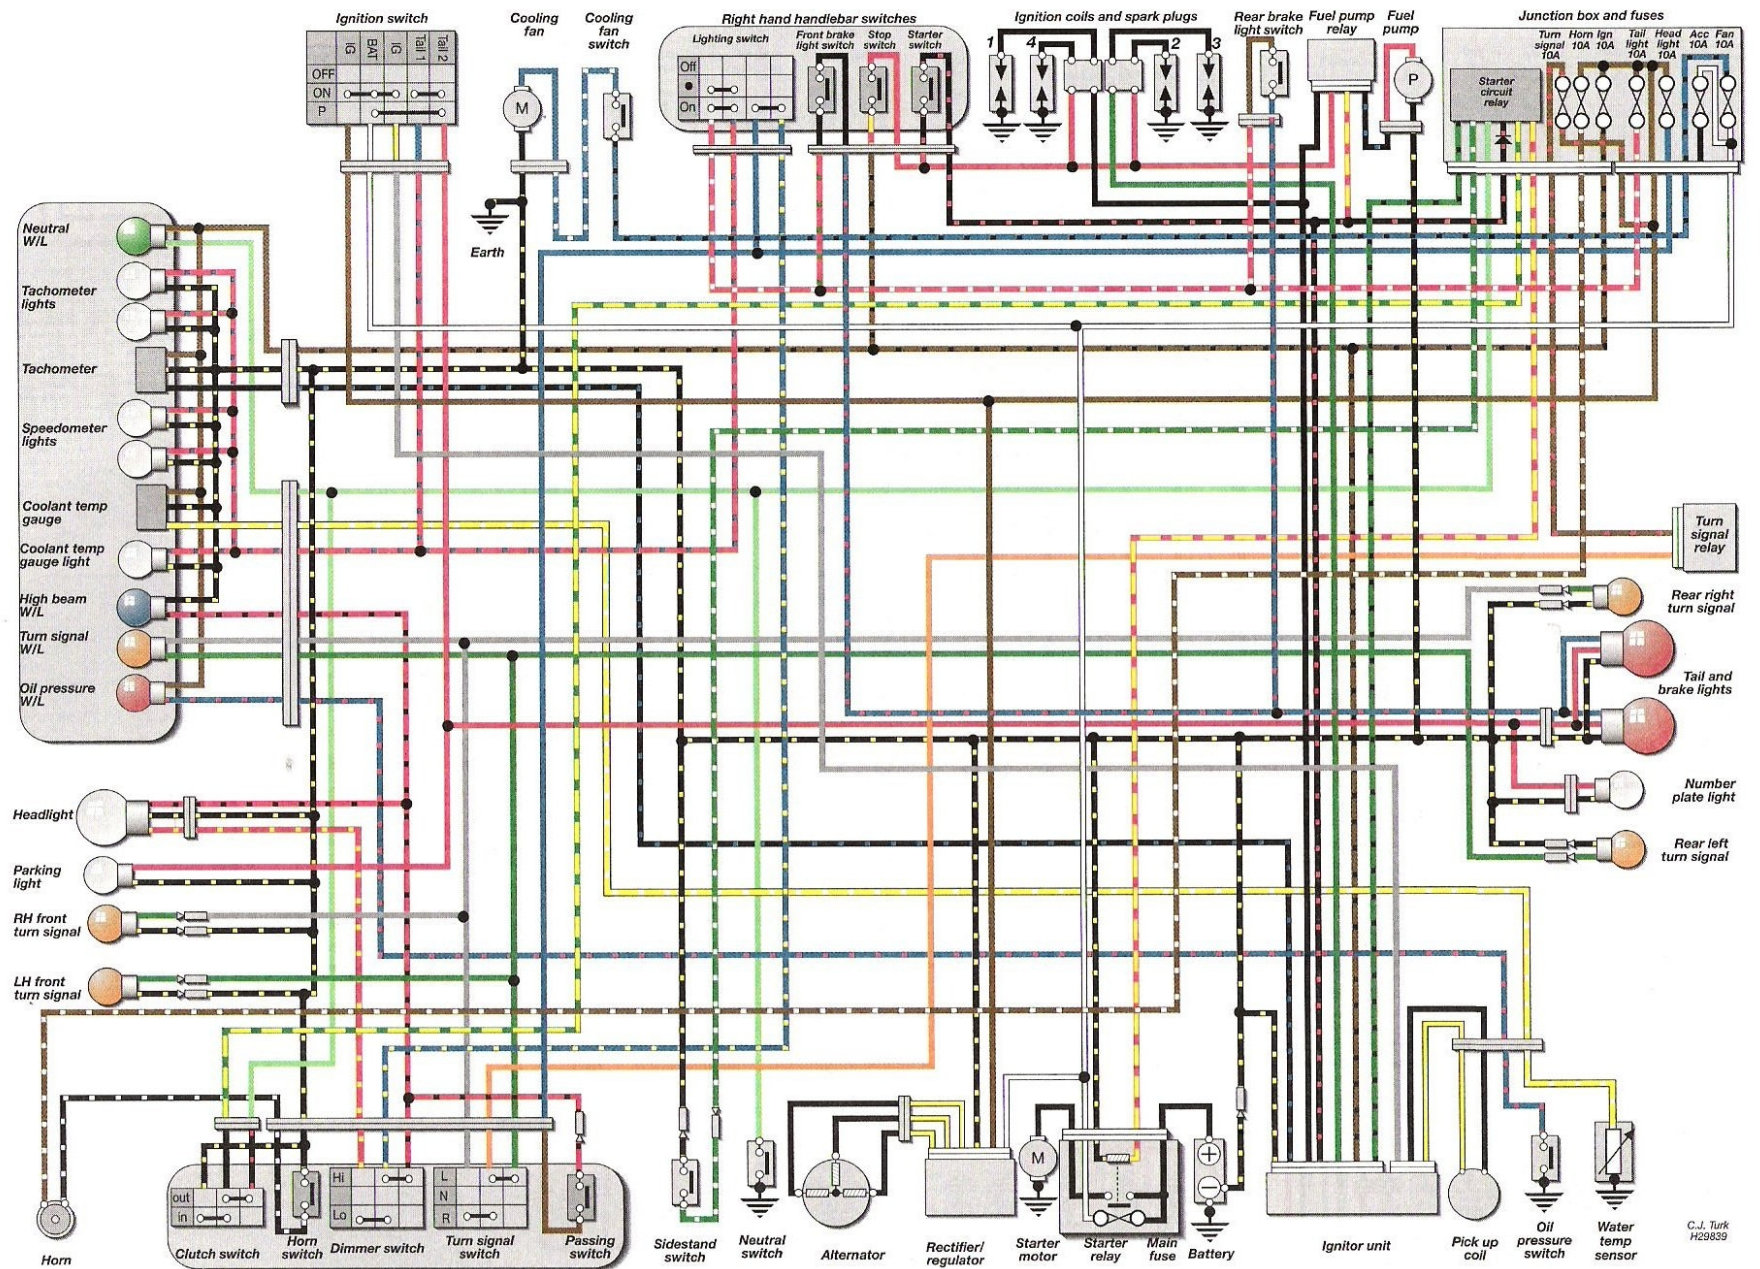 Ignition switch
IG
BAT
IG
Tail 1
Tail 2
OFF
ON
P
Cooling
fan
M
Cooling
fan
switch
Earth
Right hand handlebar switches
Lighting switch
Off
On
Front brake
light switch
Stop
switch
Starter
switch
Ignition coils and spark plugs
1
4
2
3
Rear brake
light switch
Fuel pump
relay
Fuel
pump
P
Junction box and fuses
Turn
signal
10A
Horn
10A
Ign
10A
Tail
light
10A
Head
light
10A
Acc
10A
Fan
10A
Starter
circuit
relay
Neutral
W/L
Tachometer
lights
Tachometer
Speedometer
lights
Coolant temp
gauge
Coolant temp
gauge light
High beam
W/L
Turn signal
W/L
Oil pressure
W/L
Headlight
Parking
light
RH front
turn signal
LH front
turn signal
Turn
signal
relay
Rear right
turn signal
Tail and
brake lights
Number
plate light
Rear left
turn signal
Horn
out
in
Clutch switch
Horn
switch
Hi
Lo
Dimmer switch
L
N
R
Turn signal
switch
Passing
switch
Sidestand
switch
Neutral
switch
Alternator
Rectifier/
regulator
M
Starter
motor
Starter
relay
Main
fuse
Battery
Ignitor unit
Pick up
coil
Oil
pressure
switch
Water
temp
sensor
C.J. Turk
H29839